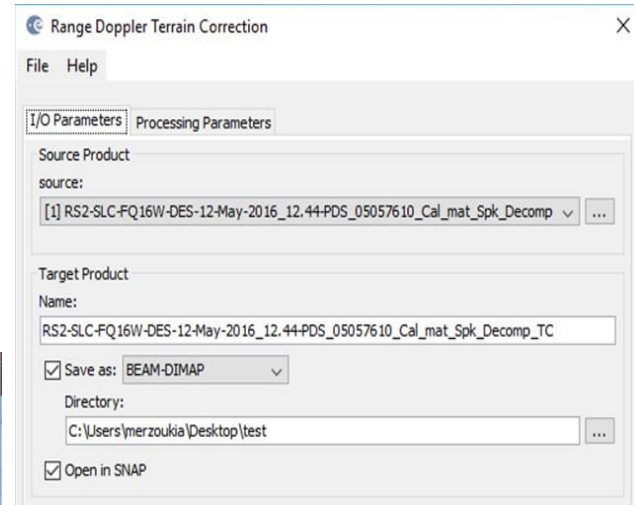 Range Doppler Terrain Correction
File Help
I/O Parameters Processing Parameters
Source Product
source:
[1] RS2-SLC-FQ16W-DES-12-May-2016_12.44-PDS_05057610_Cal_mat_Spk_Decomp ...
Target Product
Name:
RS2-SLC-FQ16W-DES-12-May-2016_12.44-PDS_05057610_Cal_mat_Spk_Decomp_TC
Save as: BEAM-DIMAP
Directory:
C:\Users\merzoukia\Desktop\test ...
Open in SNAP